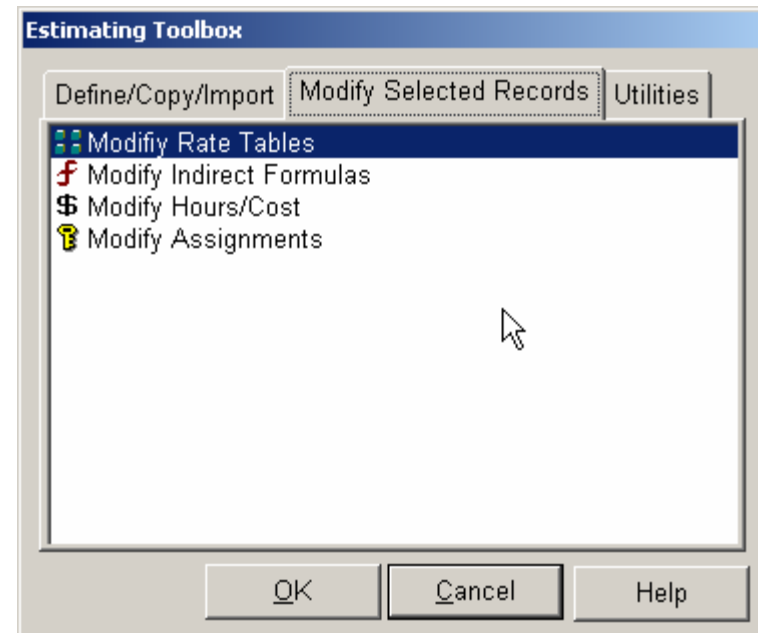 Estimating Toolbox
Define/Copy/Import Modify Selected Records Utilities
Modifiy Rate Tables
Modify Indirect Formulas
$ Modify Hours/Cost
Modify Assignments
OK Cancel Help